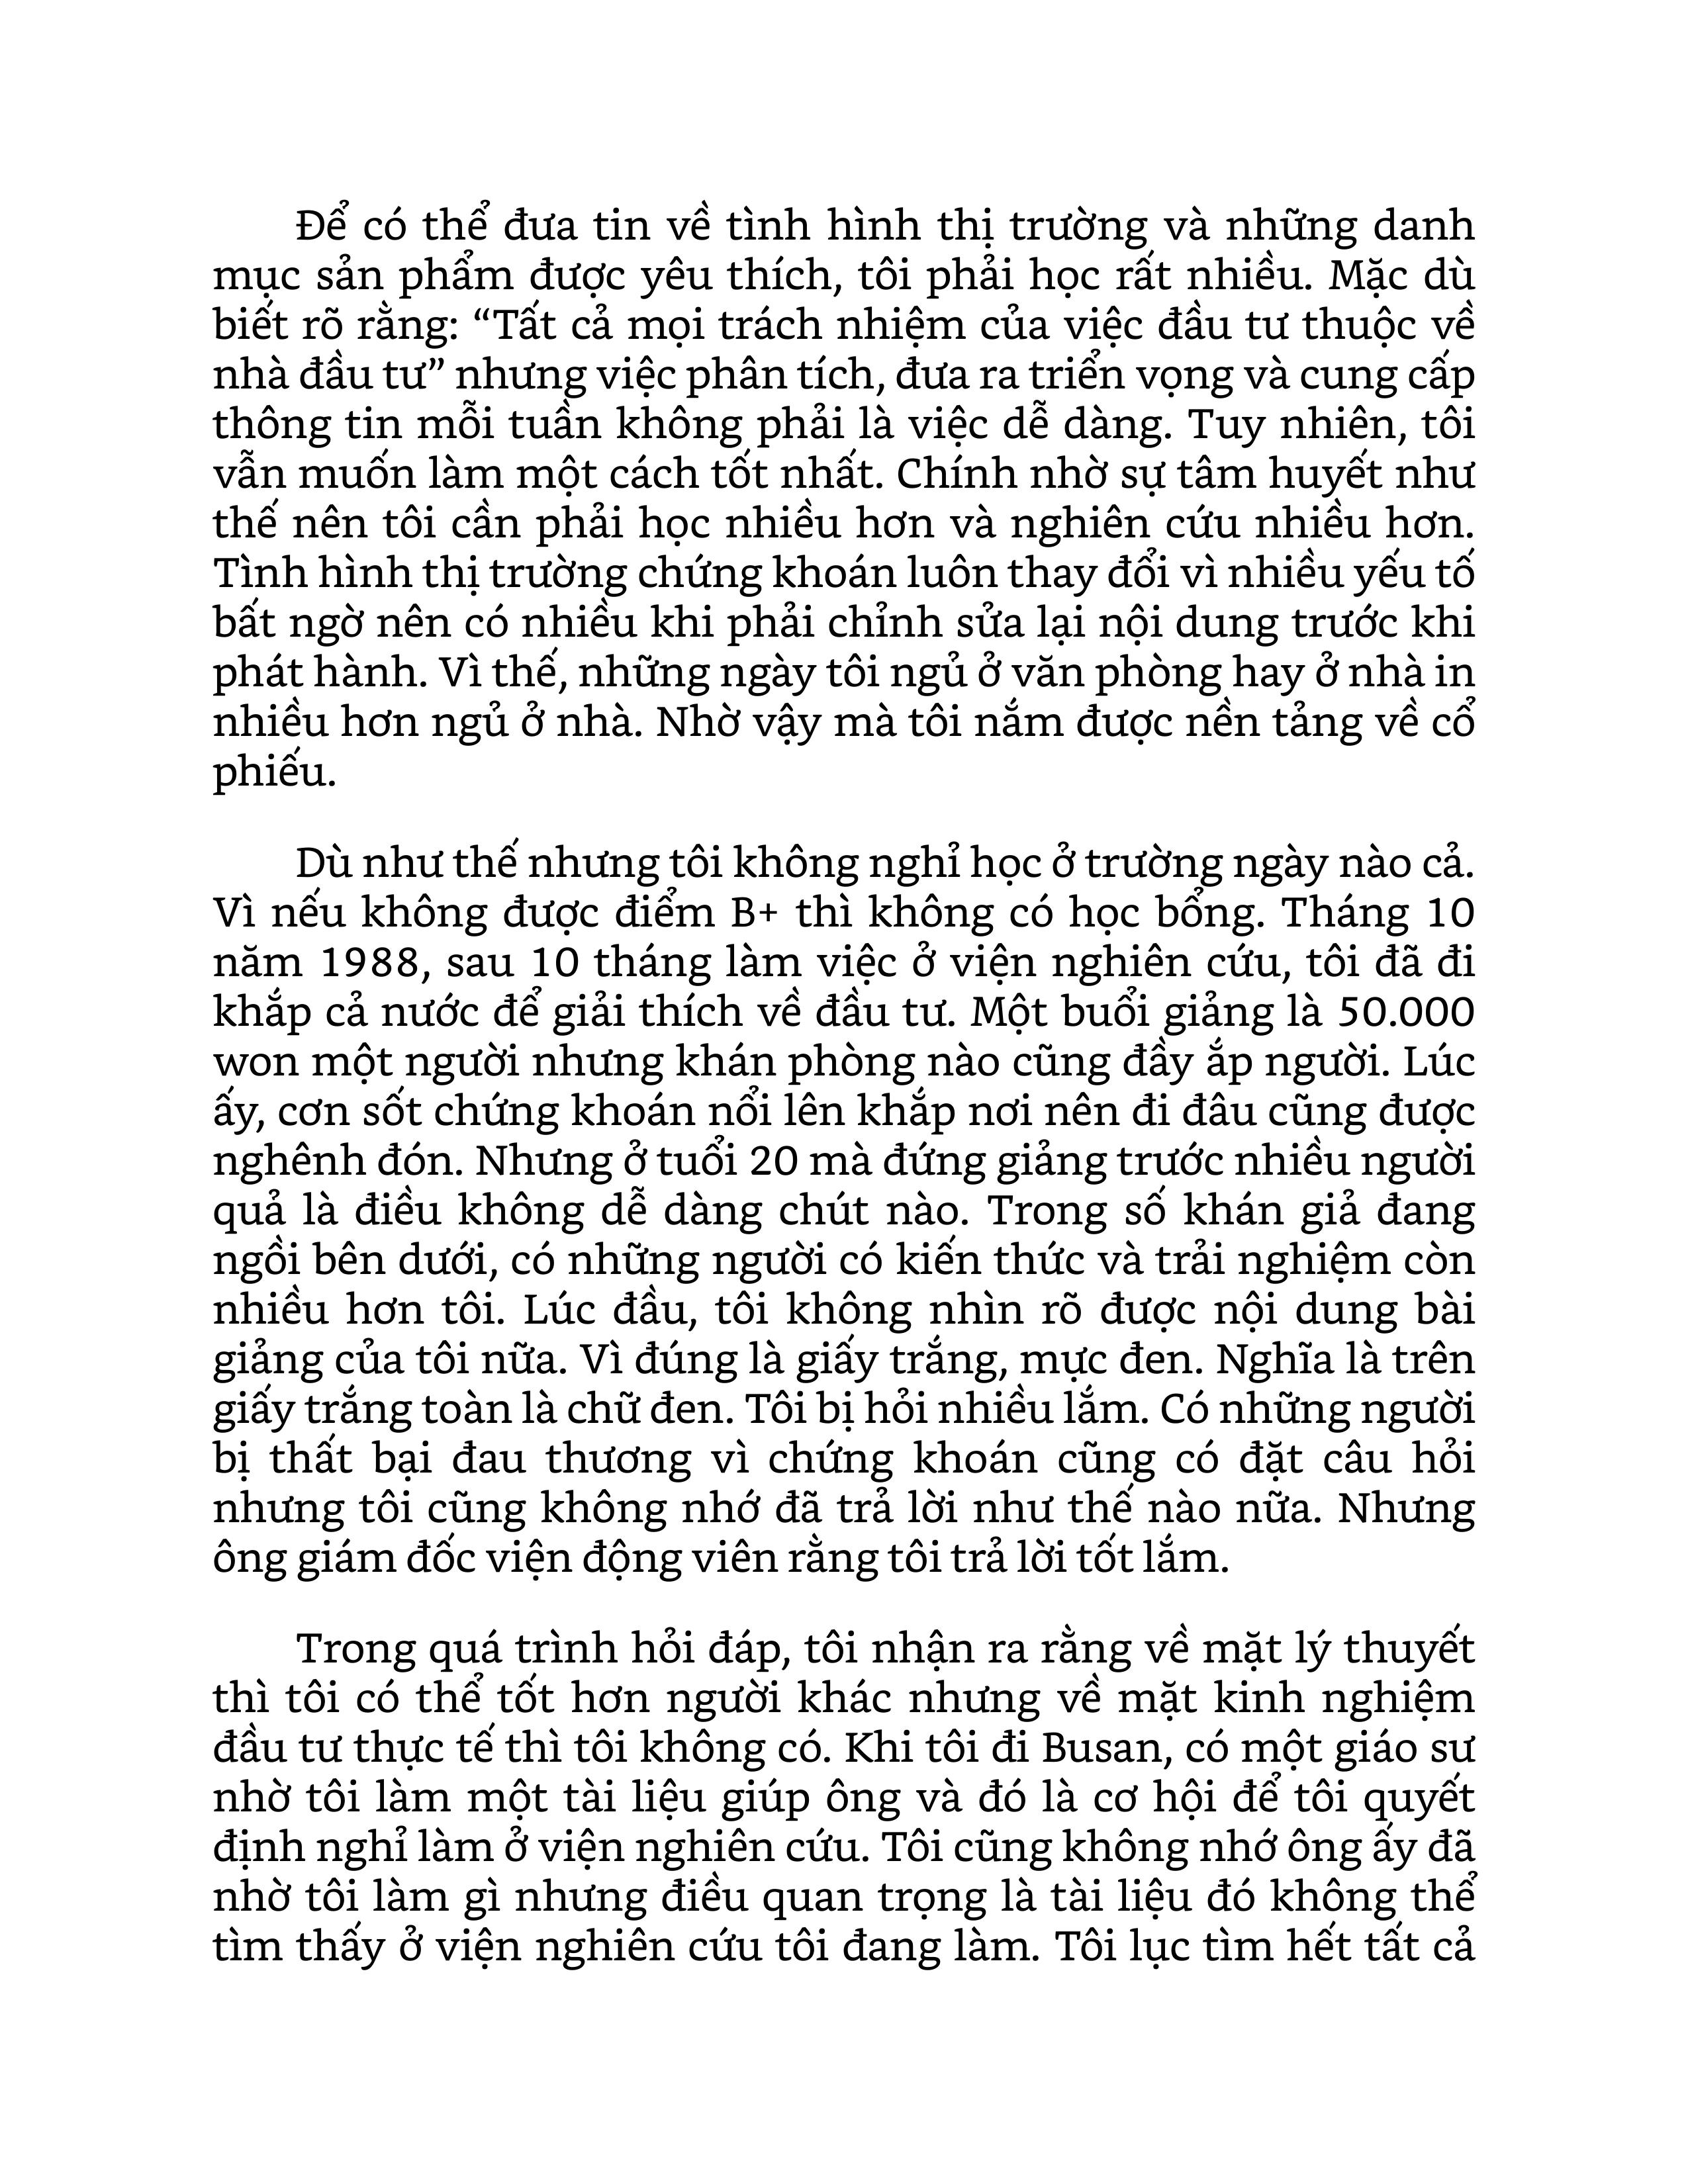 Để có thể đưa tin về tình hình thị trường và những danh
mục sản phẩm được yêu thích, tôi phải học rất nhiều. Mặc dù
biết rõ rằng: “Tất cả mọi trách nhiệm của việc đầu tư thuộc về
nhà đầu tư” nhưng việc phân tích, đưa ra triển vọng và cung cấp
thông tin mỗi tuần không phải là việc dễ dàng. Tuy nhiên, tôi
vẫn muốn làm một cách tốt nhất. Chính nhờ sự tâm huyết như
thế nên tôi cần phải học nhiều hơn và nghiên cứu nhiều hơn.
Tình hình thị trường chứng khoán luôn thay đổi vì nhiều yếu tố
bất ngờ nên có nhiều khi phải chỉnh sửa lại nội dung trước khi
phát hành. Vì thế, những ngày tôi ngủ ở văn phòng hay ở nhà in
nhiều hơn ngủ ở nhà. Nhờ vậy mà tôi nắm được nền tảng về cổ
phiếu.
Dù như thế nhưng tôi không nghỉ học ở trường ngày nào cả.
Vì nếu không được điểm B+ thì không có học bổng. Tháng 10
năm 1988, sau 10 tháng làm việc ở viện nghiên cứu, tôi đã đi
khắp cả nước để giải thích về đầu tư. Một buổi giảng là 50.000
won một người nhưng khán phòng nào cũng đầy ắp người. Lúc
ấy, cơn sốt chứng khoán nổi lên khắp nơi nên đi đâu cũng được
nghênh đón. Nhưng ở tuổi 20 mà đứng giảng trước nhiều người
quả là điều không dễ dàng chút nào. Trong số khán giả đang
ngồi bên dưới, có những người có kiến thức và trải nghiệm còn
nhiều hơn tôi. Lúc đầu, tôi không nhìn rõ được nội dung bài
giảng của tôi nữa. Vì đúng là giấy trắng, mực đen. Nghĩa là trên
giấy trắng toàn là chữ đen. Tôi bị hỏi nhiều lắm. Có những người
bị thất bại đau thương vì chứng khoán cũng có đặt câu hỏi
nhưng tôi cũng không nhớ đã trả lời như thế nào nữa. Nhưng
ông giám đốc viện động viên rằng tôi trả lời tốt lắm.
Trong quá trình hỏi đáp, tôi nhận ra rằng về mặt lý thuyết
thì tôi có thể tốt hơn người khác nhưng về mặt kinh nghiệm
đầu tư thực tế thì tôi không có. Khi tôi đi Busan, có một giáo sư
nhờ tôi làm một tài liệu giúp ông và đó là cơ hội để tôi quyết
định nghỉ làm ở viện nghiên cứu. Tôi cũng không nhớ ông ấy đã
nhờ tôi làm gì nhưng điều quan trọng là tài liệu đó không thể
tìm thấy ở viện nghiên cứu tôi đang làm. Tôi lục tìm hết tất cả